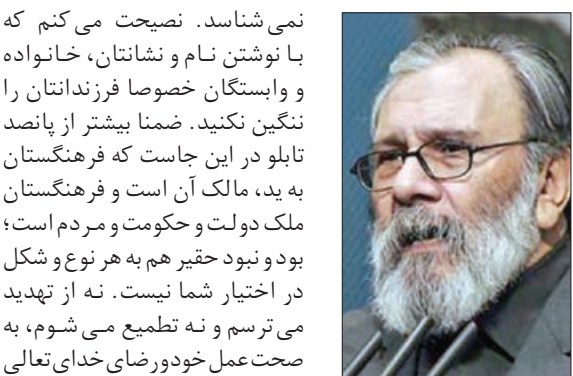 نمی‌شناسد. نصیحت می‌کنم که
با نوشتن نام و نشانتان، خانواده
و وابستگان خصوصا فرزندانتان را
ننگین نکنید. ضمنا بیشتر از پانصد
تابلو در این جاست که فرهنگستان
به ید، مالک آن است و فرهنگستان
ملک دولت و حکومت و مردم است؛
بود و نبود حقیر هم به هر نوع و شکل
در اختیار شما نیست. نه از تهدید
می‌ترسم و نه تطمیع می‌شوم، به
صحت عمل خود و رضای خدای تعالی